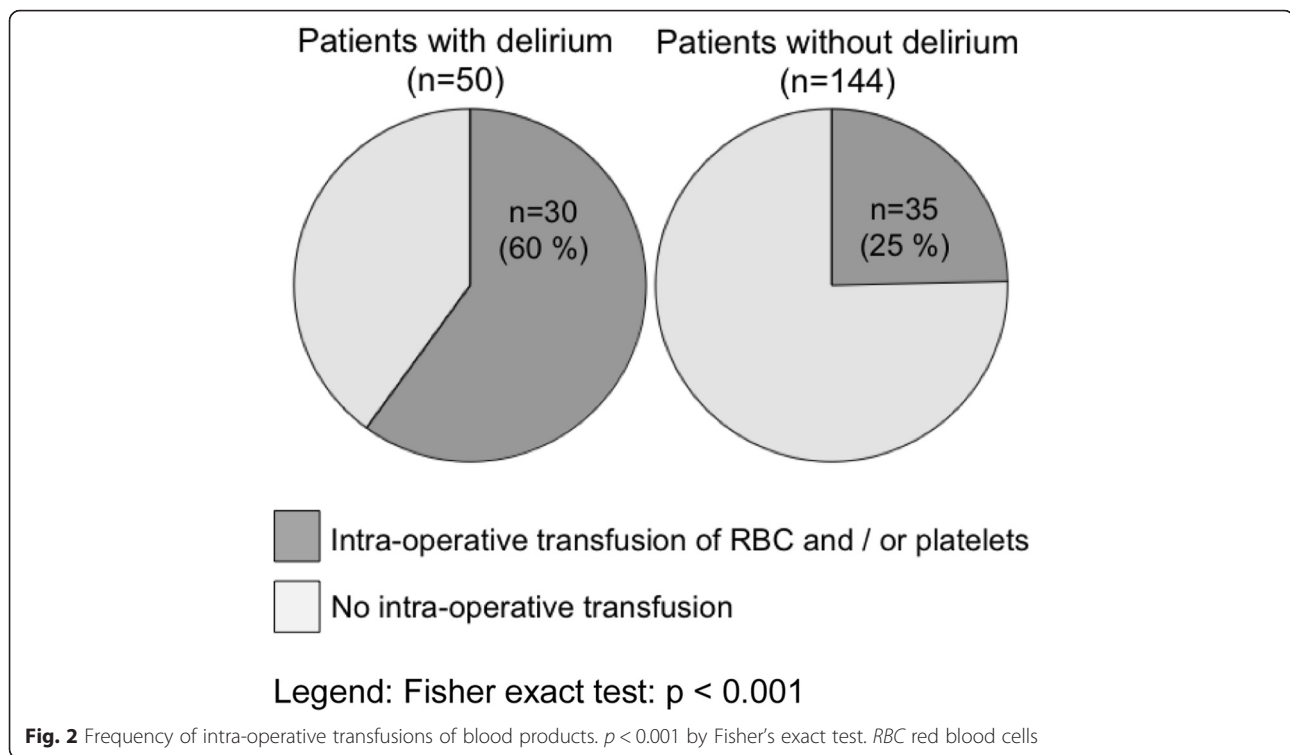 Patients with delirium
(n=50)
Patients without delirium
(n=144)
n=30
(60 %)
n=35
(25 %)
Intra-operative transfusion of RBC and / or platelets
No intra-operative transfusion
Legend: Fisher exact test: p < 0.001
Fig. 2 Frequency of intra-operative transfusions of blood products. p < 0.001 by Fisher's exact test. RBC red blood cells